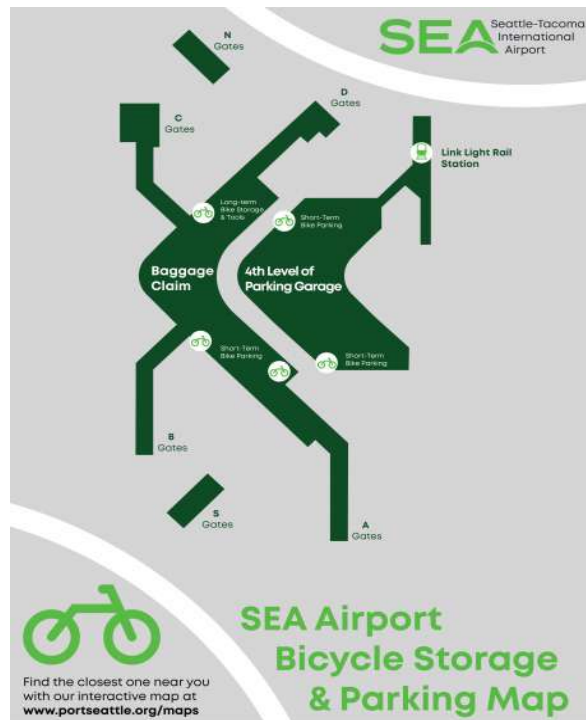 SEA
Seattle-Tacoma
International
Airport
N
Gates
D
Gates
C
Gates
Link Light Rail
Station
Long-term
Bike Storage
& Tools
Short-Term
Bike Parking
Baggage
Claim
4th Level of
Parking Garage
Short-Term
Bike Parking
Short-Term
Bike Parking
B
Gates
S
Gates
A
Gates
SEA Airport
Bicycle Storage
& Parking Map
Find the closest one near you
with our interactive map at
www.portseattle.org/maps